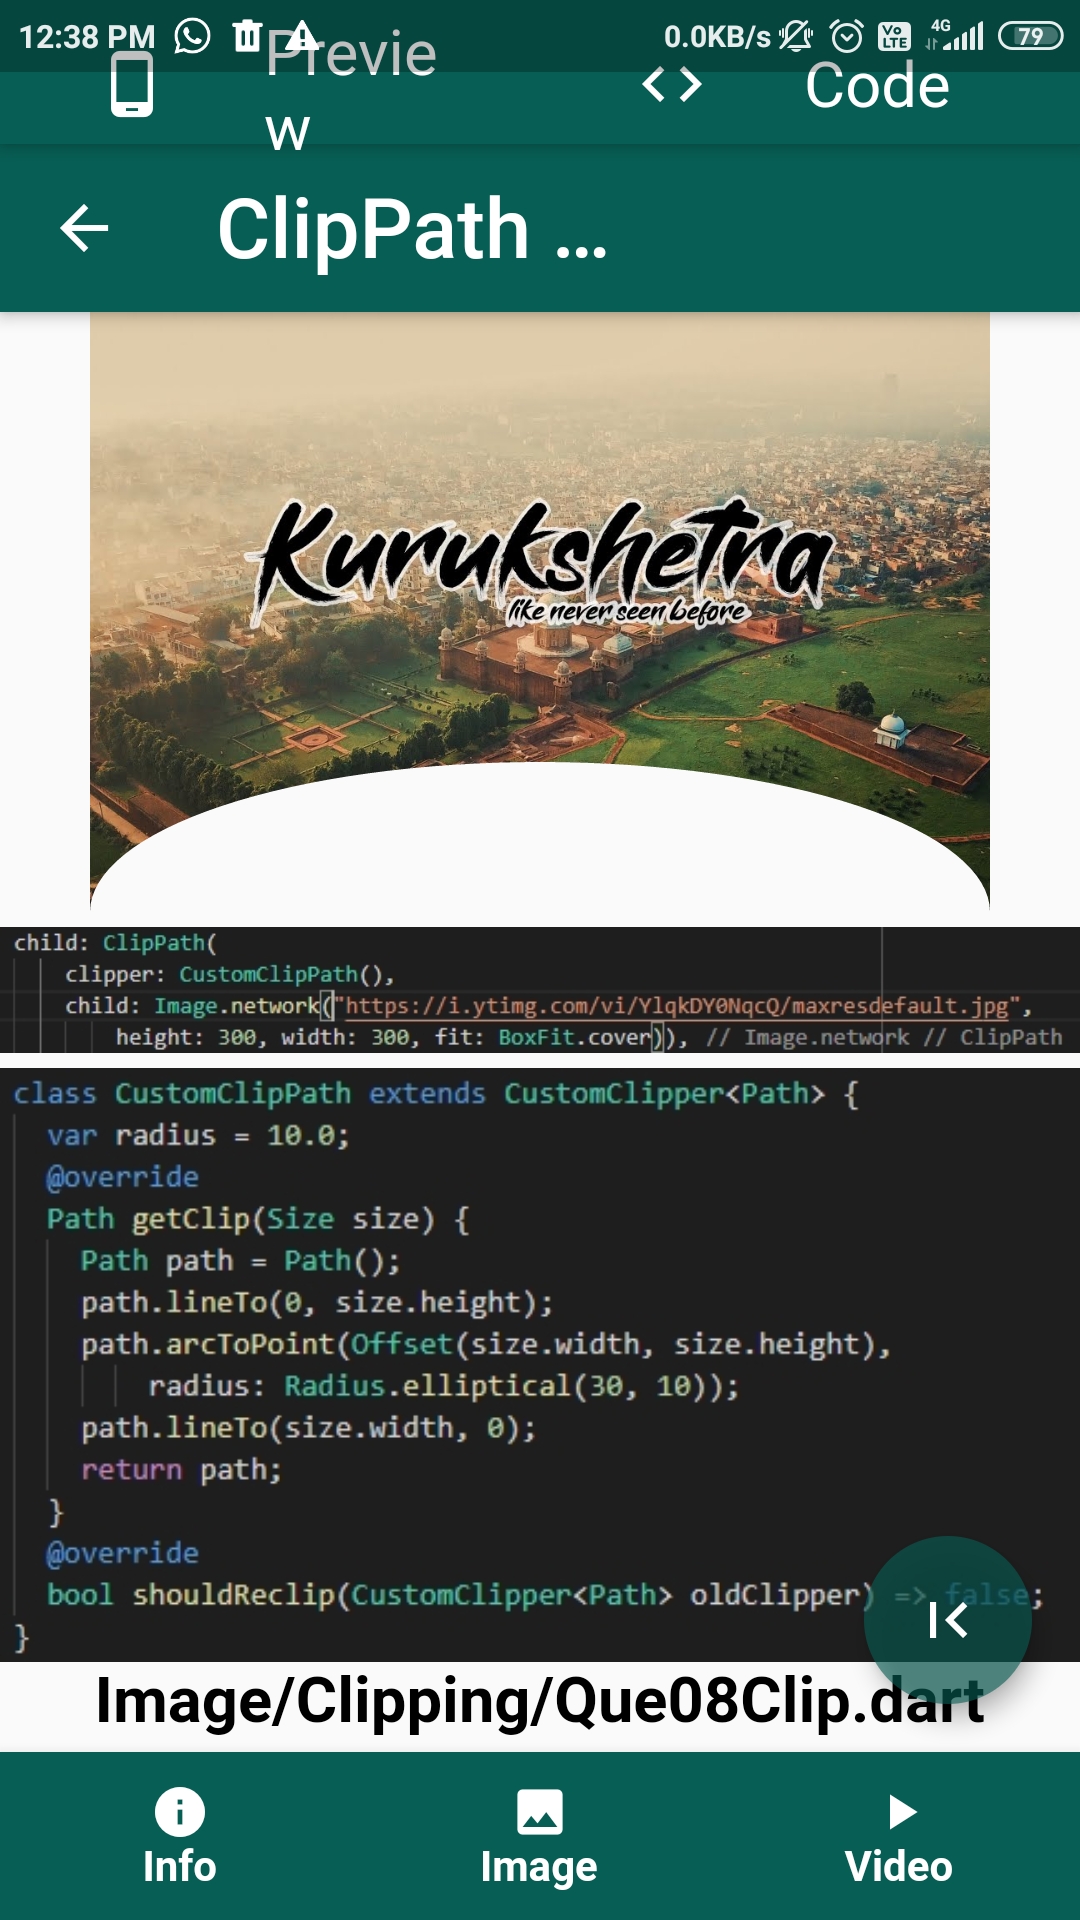 12:38 PM 0.0KB/s Vo LTE 4G 79
Previe
w
Code
ClipPath ...
Kurukshetra
like never seen before
child: ClipPath(
clipper: CustomClipPath(),
child: Image.network("https://i.ytimg.com/vi/YlqkDY0NqcQ/maxresdefault.jpg",
height: 300, width: 300, fit: BoxFit.cover)), // Image.network // ClipPath
class CustomClipPath extends CustomClipper<Path> {
var radius = 10.0;
@override
Path getClip(Size size) {
Path path = Path();
path.lineTo(0, size.height);
path.arcToPoint(Offset(size.width, size.height),
radius: Radius.elliptical(30, 10));
path.lineTo(size.width, 0);
return path;
}
@override
bool shouldReclip(CustomClipper<Path> oldClipper) => false;
}
Image/Clipping/Que08Clip.dart
Info
Image
Video